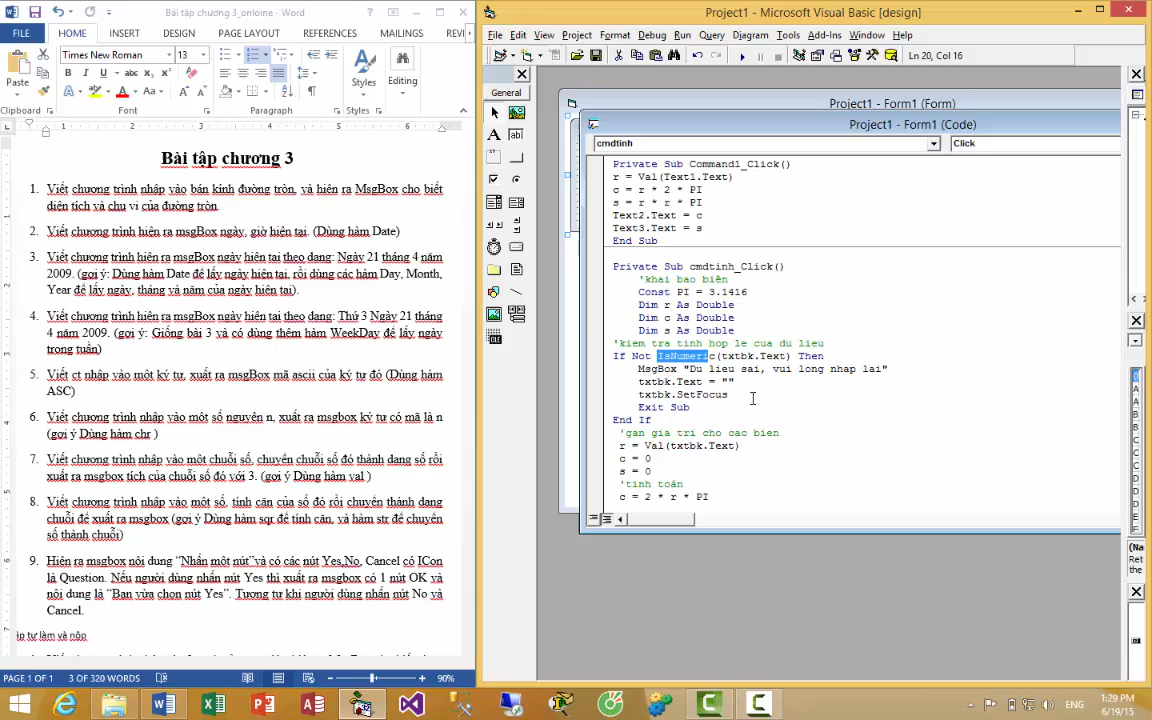 Bài tập chương 3_onloine - Word
FILE
HOME
INSERT
DESIGN
PAGE LAYOUT
REFERENCES
MAILINGS
REVI
Times New Roman
13
Paste
Styles
Editing
Clipboard
Font
Paragraph
Styles
Bài tập chương 3
1. Viết chương trình nhập vào bán kính đường tròn, và hiện ra MsgBox cho biết
diện tích và chu vi của đường tròn.
2. Viết chương trình hiện ra msgBox ngày, giờ hiện tại. (Dùng hàm Date)
3. Viết chương trình hiện ra msgBox ngày hiện tại theo dạng: Ngày 21 tháng 4 năm
2009. (gợi ý: Dùng hàm Date để lấy ngày hiện tại, rồi dùng các hàm Day, Month,
Year để lấy ngày, tháng và năm của ngày hiện tại).
4. Viết chương trình hiện ra msgBox ngày hiện tại theo dạng: Thứ 3 Ngày 21 tháng
4 năm 2009. (gợi ý: Giống bài 3 và có dùng thêm hàm WeekDay để lấy ngày
trong tuần)
5. Viết ct nhập vào một ký tự, xuất ra msgBox mã ascii của ký tự đó (Dùng hàm
ASC)
6. Viết chương trình nhập vào một số nguyên n, xuất ra msgbox ký tự có mã là n
(gợi ý Dùng hàm chr )
7. Viết chương trình nhập vào một chuỗi số, chuyển chuỗi số đó thành dạng số rồi
xuất ra msgbox tích của chuỗi số đó với 3. (gợi ý Dùng hàm val )
8. Viết chương trình nhập vào một số, tính căn của số đó rồi chuyển thành dạng
chuỗi để xuất ra msgbox (gợi ý Dùng hàm sqr để tính căn, và hàm str để chuyển
số thành chuỗi)
9. Hiện ra msgbox nội dung “Nhấn một nút”và có các nút Yes,No, Cancel có ICon
là Question. Nếu người dùng nhấn nút Yes thì xuất ra msgbox có 1 nút OK và
nội dung là “Bạn vừa chọn nút Yes”. Tương tự khi người dùng nhấn nút No và
Cancel.
ập tự làm và nộp
PAGE 1 OF 1
3 OF 320 WORDS
90%
Project1 - Microsoft Visual Basic [design]
File Edit View Project Format Debug Run Query Diagram Tools Add-Ins Window Help
Ln 20, Col 16
General
Project1 - Form1 (Form)
Project1 - Form1 (Code)
cmdtinh
Click
Private Sub Command1_Click()
r = Val(Text1.Text)
c = r * 2 * PI
s = r * r * PI
Text2.Text = c
Text3.Text = s
End Sub
Private Sub cmdtinh_Click()
'khai bao biên
Const PI = 3.1416
Dim r As Double
Dim c As Double
Dim s As Double
'kiem tra tinh hop le cua du lieu
If Not IsNumeric(txtbk.Text) Then
MsgBox "Du lieu sai, vui long nhap lai"
txtbk.Text = ""
txtbk.SetFocus
Exit Sub
End If
'gan gia tri cho cac bien
r = Val(txtbk.Text)
c = 0
s = 0
'tinh toán
c = 2 * r * PI
(Na
Ret
the
1:29 PM
6/19/15